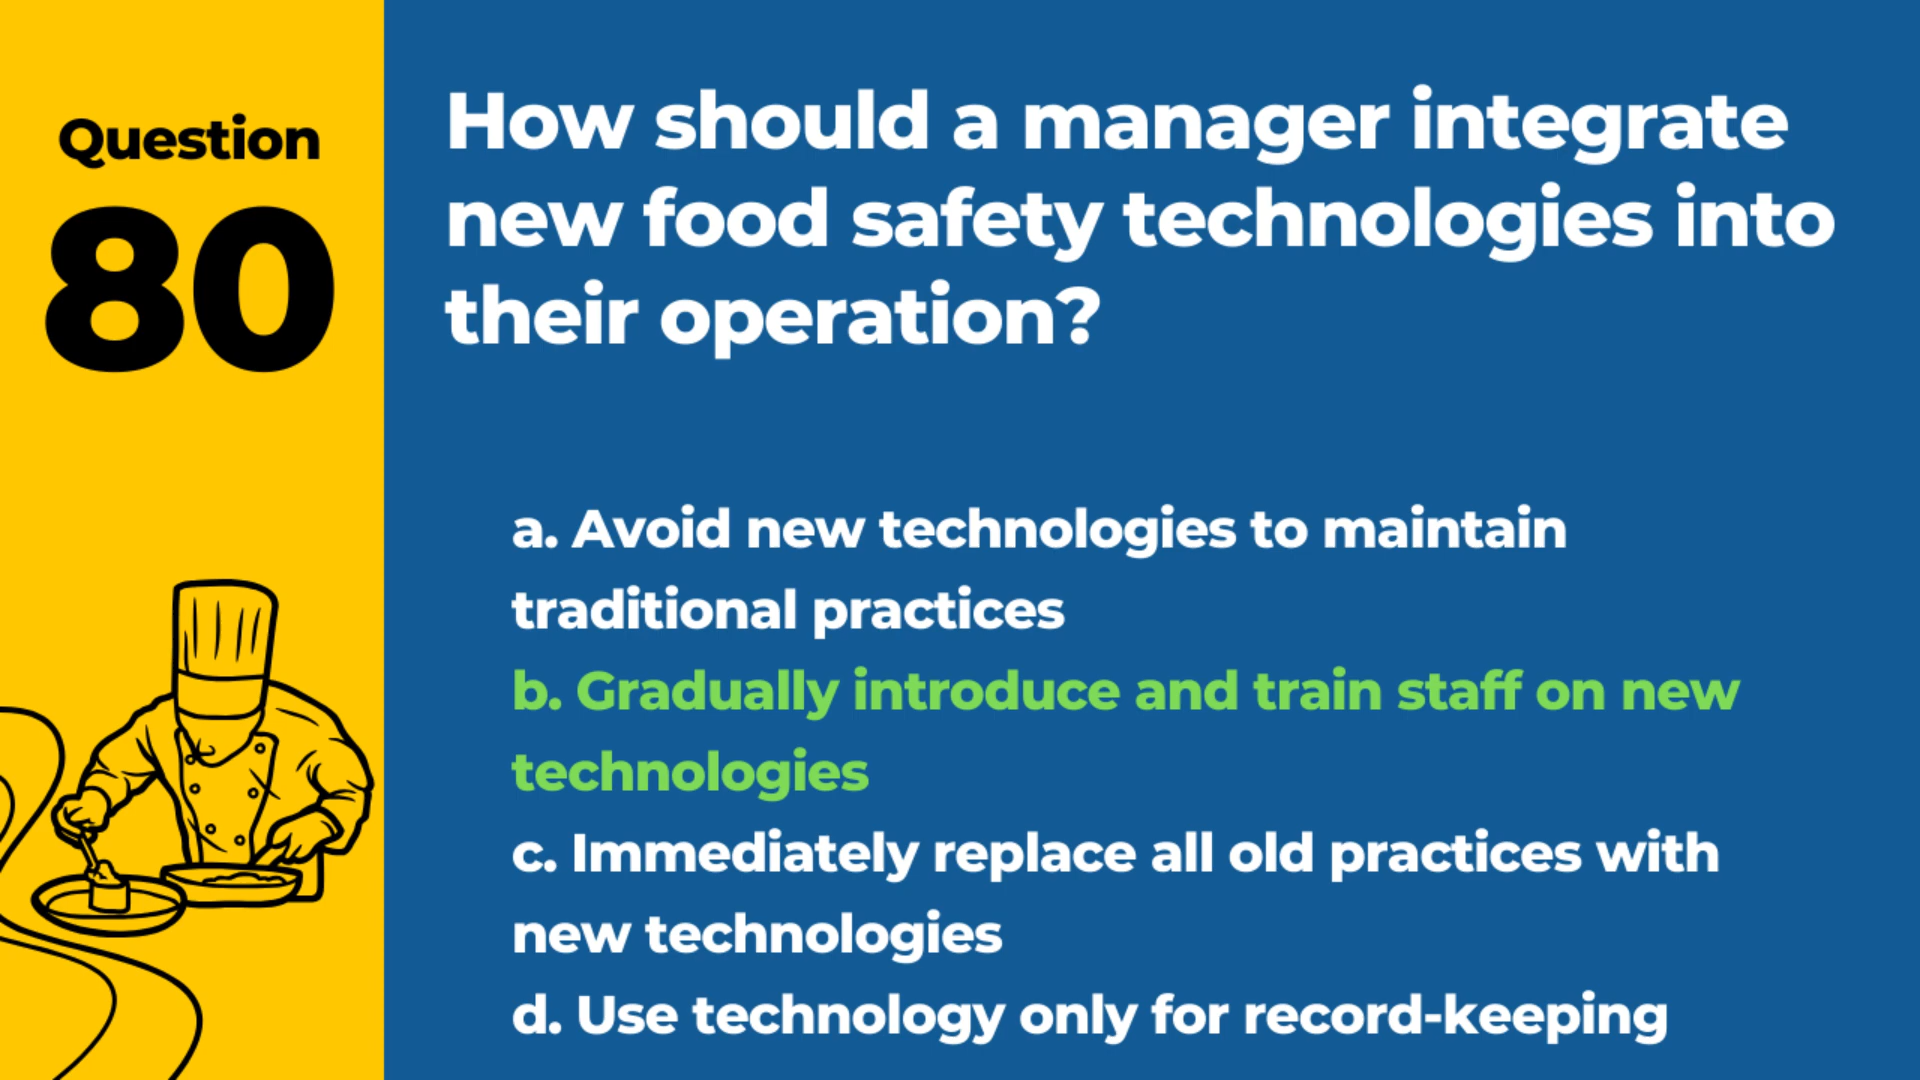 Question
80
How should a manager integrate
new food safety technologies into
their operation?
a. Avoid new technologies to maintain
traditional practices
b. Gradually introduce and train staff on new
technologies
c. Immediately replace all old practices with
new technologies
d. Use technology only for record-keeping